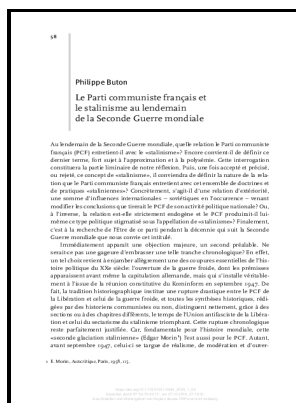 58
Philippe Buton
Le Parti communiste français et
le stalinisme au lendemain
de la Seconde Guerre mondiale
Au lendemain de la Seconde Guerre mondiale, quelle relation le Parti communiste
français (PCF) entretient-il avec le «stalinisme»? Encore convient-il de définir ce
dernier terme, fort sujet à l'approximation et à la polysémie. Cette interrogation
constituera la partie liminaire de notre réflexion. Puis, une fois accepté et précisé,
ou rejeté, ce concept de «stalinisme», il conviendra de définir la nature de la rela-
tion que le Parti communiste français entretient avec cet ensemble de doctrines et
de pratiques «staliniennes»? Concrètement, s'agit-il d'une relation d'extériorité,
une somme d'influences internationales – soviétiques en l'occurrence – tenant
modifier les conclusions que tirerait le PCF de son activité politique nationale? Ou,
à l'inverse, la relation est-elle strictement endogène et le PCF produirait-il lui-
même ce type politique stigmatisé sous l'appellation de «stalinisme»? Finalement,
c'est à la recherche de l'Être de ce parti pendant la décennie qui suit la Seconde
Guerre mondiale que nous convie cet intitulé.
Immédiatement apparaît une objection majeure, un second préalable. Ne
serait-ce pas une gageure d'embrasser une telle tranche chronologique? En effet,
un tel choix revient à enjamber allègrement une des coupures essentielles de l'his-
toire politique du XXe siècle: l'ouverture de la guerre froide, dont les prémisses
apparaissent avant même la capitulation allemande, mais qui s'installe véritable-
ment à l'issue de la réunion constitutive du Kominform en septembre 1947. De
fait, la tradition historiographique institue une rupture drastique entre le PCF de
la Libération et celui de la guerre froide, et toutes les synthèses historiques, rédi-
gées par des historiens communistes ou non, distinguent nettement, grâce à des
sections ou à des chapitres différents, le temps de l'Union antifasciste de la Libéra-
tion et celui du sectarisme du stalinisme triomphant. Cette rupture chronologique
reste parfaitement justifiée. Car, fondamentale pour l'histoire mondiale, cette
«seconde glaciation stalinienne» (Edgar Morin¹) l'est aussi pour le PCF. Autant,
avant septembre 1947, celui-ci se targue de réalisme, de modération et d'ouver-
1 E. Morin, Autocritique, Paris, 1958, 113.